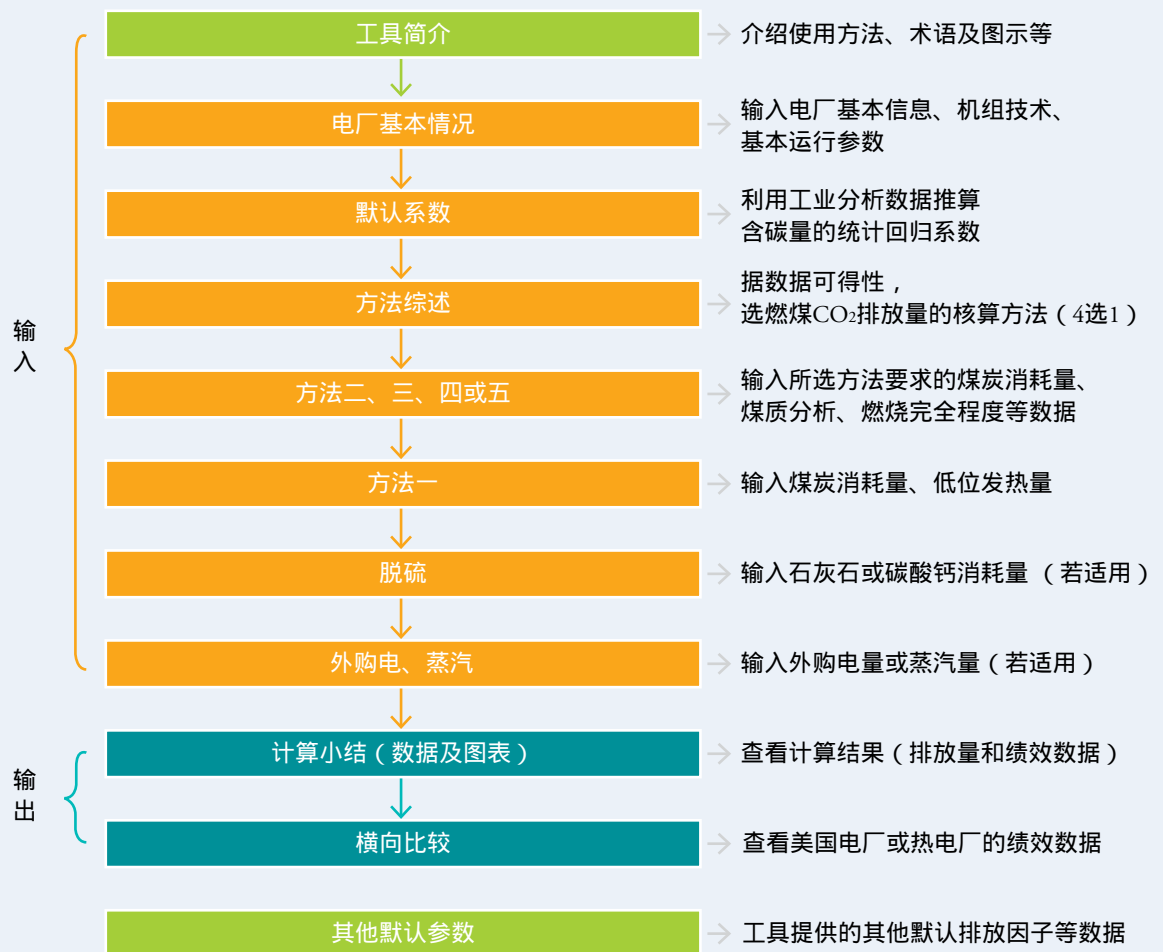 工具简介
介绍使用方法、术语及图示等
电厂基本情况
输入电厂基本信息、机组技术、
基本运行参数
默认系数
利用工业分析数据推算
含碳量的统计回归系数
方法综述
据数据可得性，
选燃煤CO₂排放量的核算方法（4选1）
输
入
方法二、三、四或五
输入所选方法要求的煤炭消耗量、
煤质分析、燃烧完全程度等数据
方法一
输入煤炭消耗量、低位发热量
脱硫
输入石灰石或碳酸钙消耗量 （若适用）
外购电、蒸汽
输入外购电量或蒸汽量（若适用）
计算小结（数据及图表）
查看计算结果（排放量和绩效数据）
输
出
横向比较
查看美国电厂或热电厂的绩效数据
其他默认参数
工具提供的其他默认排放因子等数据